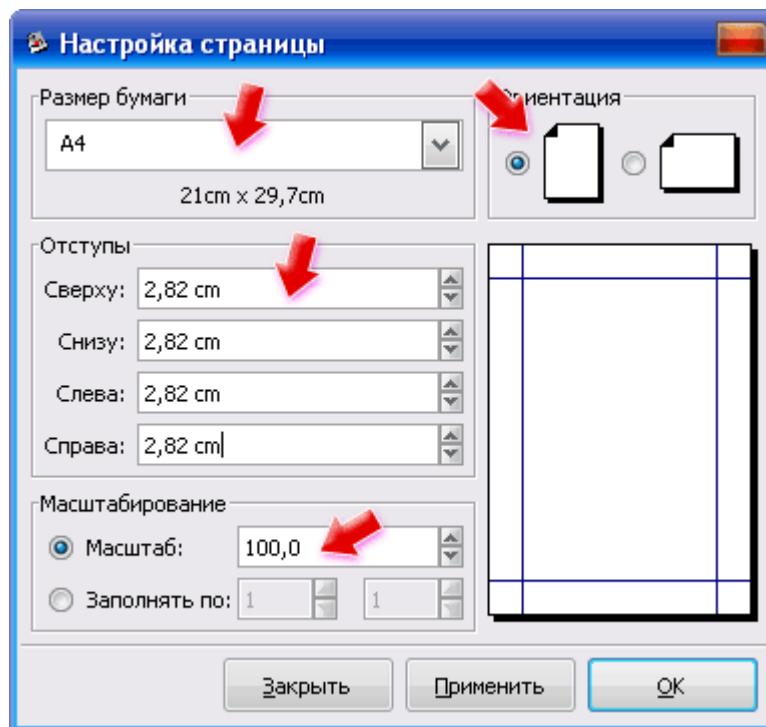 Настройка страницы
Размер бумаги
A4
21cm x 29,7cm
Ориентация
Отступы
Сверху: 2,82 cm
Снизу: 2,82 cm
Слева: 2,82 cm
Справа: 2,82 cm
Масштабирование
Масштаб: 100,0
Заполнять по: 1 1
Закрыть Применить OK